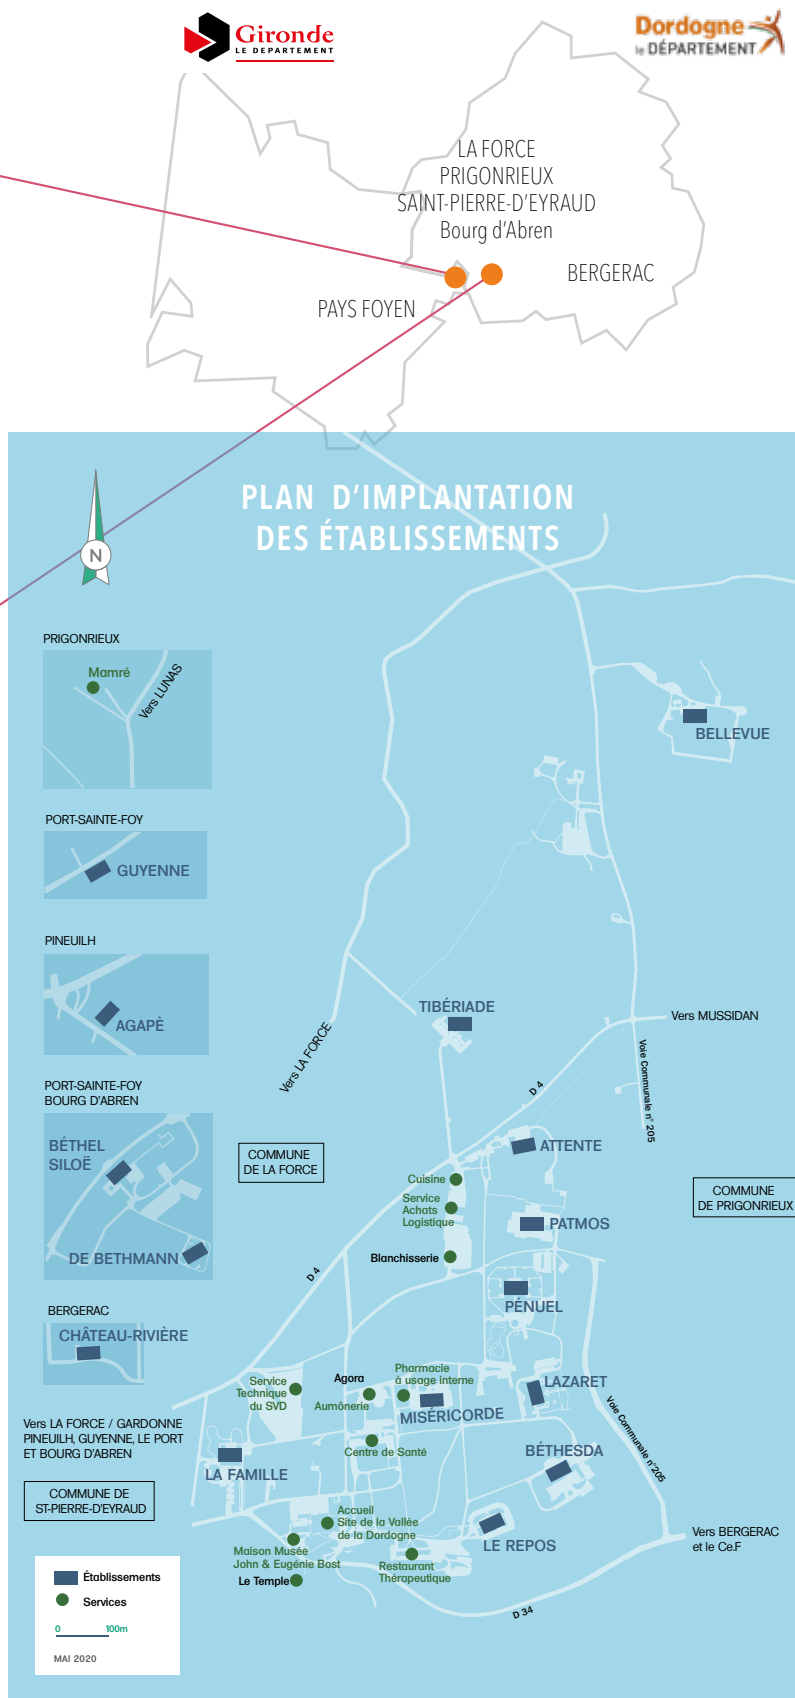 Gironde
LE DEPARTEMENT
Dordogne
le DÉPARTEMENT
LA FORCE
PRIGONRIEUX
SAINT-PIERRE-D'EYRAUD
Bourg d'Abren
BERGERAC
PAYS FOYEN
PLAN D'IMPLANTATION
DES ÉTABLISSEMENTS
N
PRIGONRIEUX
Mamré
Vers LUNAS
BELLEVUE
PORT-SAINTE-FOY
GUYENNE
PINEUILH
AGAPÈ
TIBÉRIADE
Vers MUSSIDAN
Vers LA FORCE
Voie Communale n° 205
D 4
PORT-SAINTE-FOY
BOURG D'ABREN
BÉTHEL
SILOË
DE BETHMANN
COMMUNE
DE LA FORCE
ATTENTE
Cuisine
Service
Achats
Logistique
COMMUNE
DE PRIGONRIEUX
PATMOS
Blanchisserie
D 4
PÉNUEL
BERGERAC
CHÂTEAU-RIVIÈRE
Service
Technique
du SVD
Agora
Aumônerie
Pharmacie
à usage interne
MISÉRICORDE
LAZARET
Voie Communale n°205
Vers LA FORCE / GARDONNE
PINEUILH, GUYENNE, LE PORT
ET BOURG D'ABREN
Centre de Santé
BÉTHESDA
LA FAMILLE
COMMUNE DE
ST-PIERRE-D'EYRAUD
Accueil
Site de la Vallée
de la Dordogne
LE REPOS
Vers BERGERAC
et le Ce.F
Maison Musée
John & Eugénie Bost
Restaurant
Thérapeutique
Le Temple
D 34
Établissements
Services
0 100m
MAI 2020